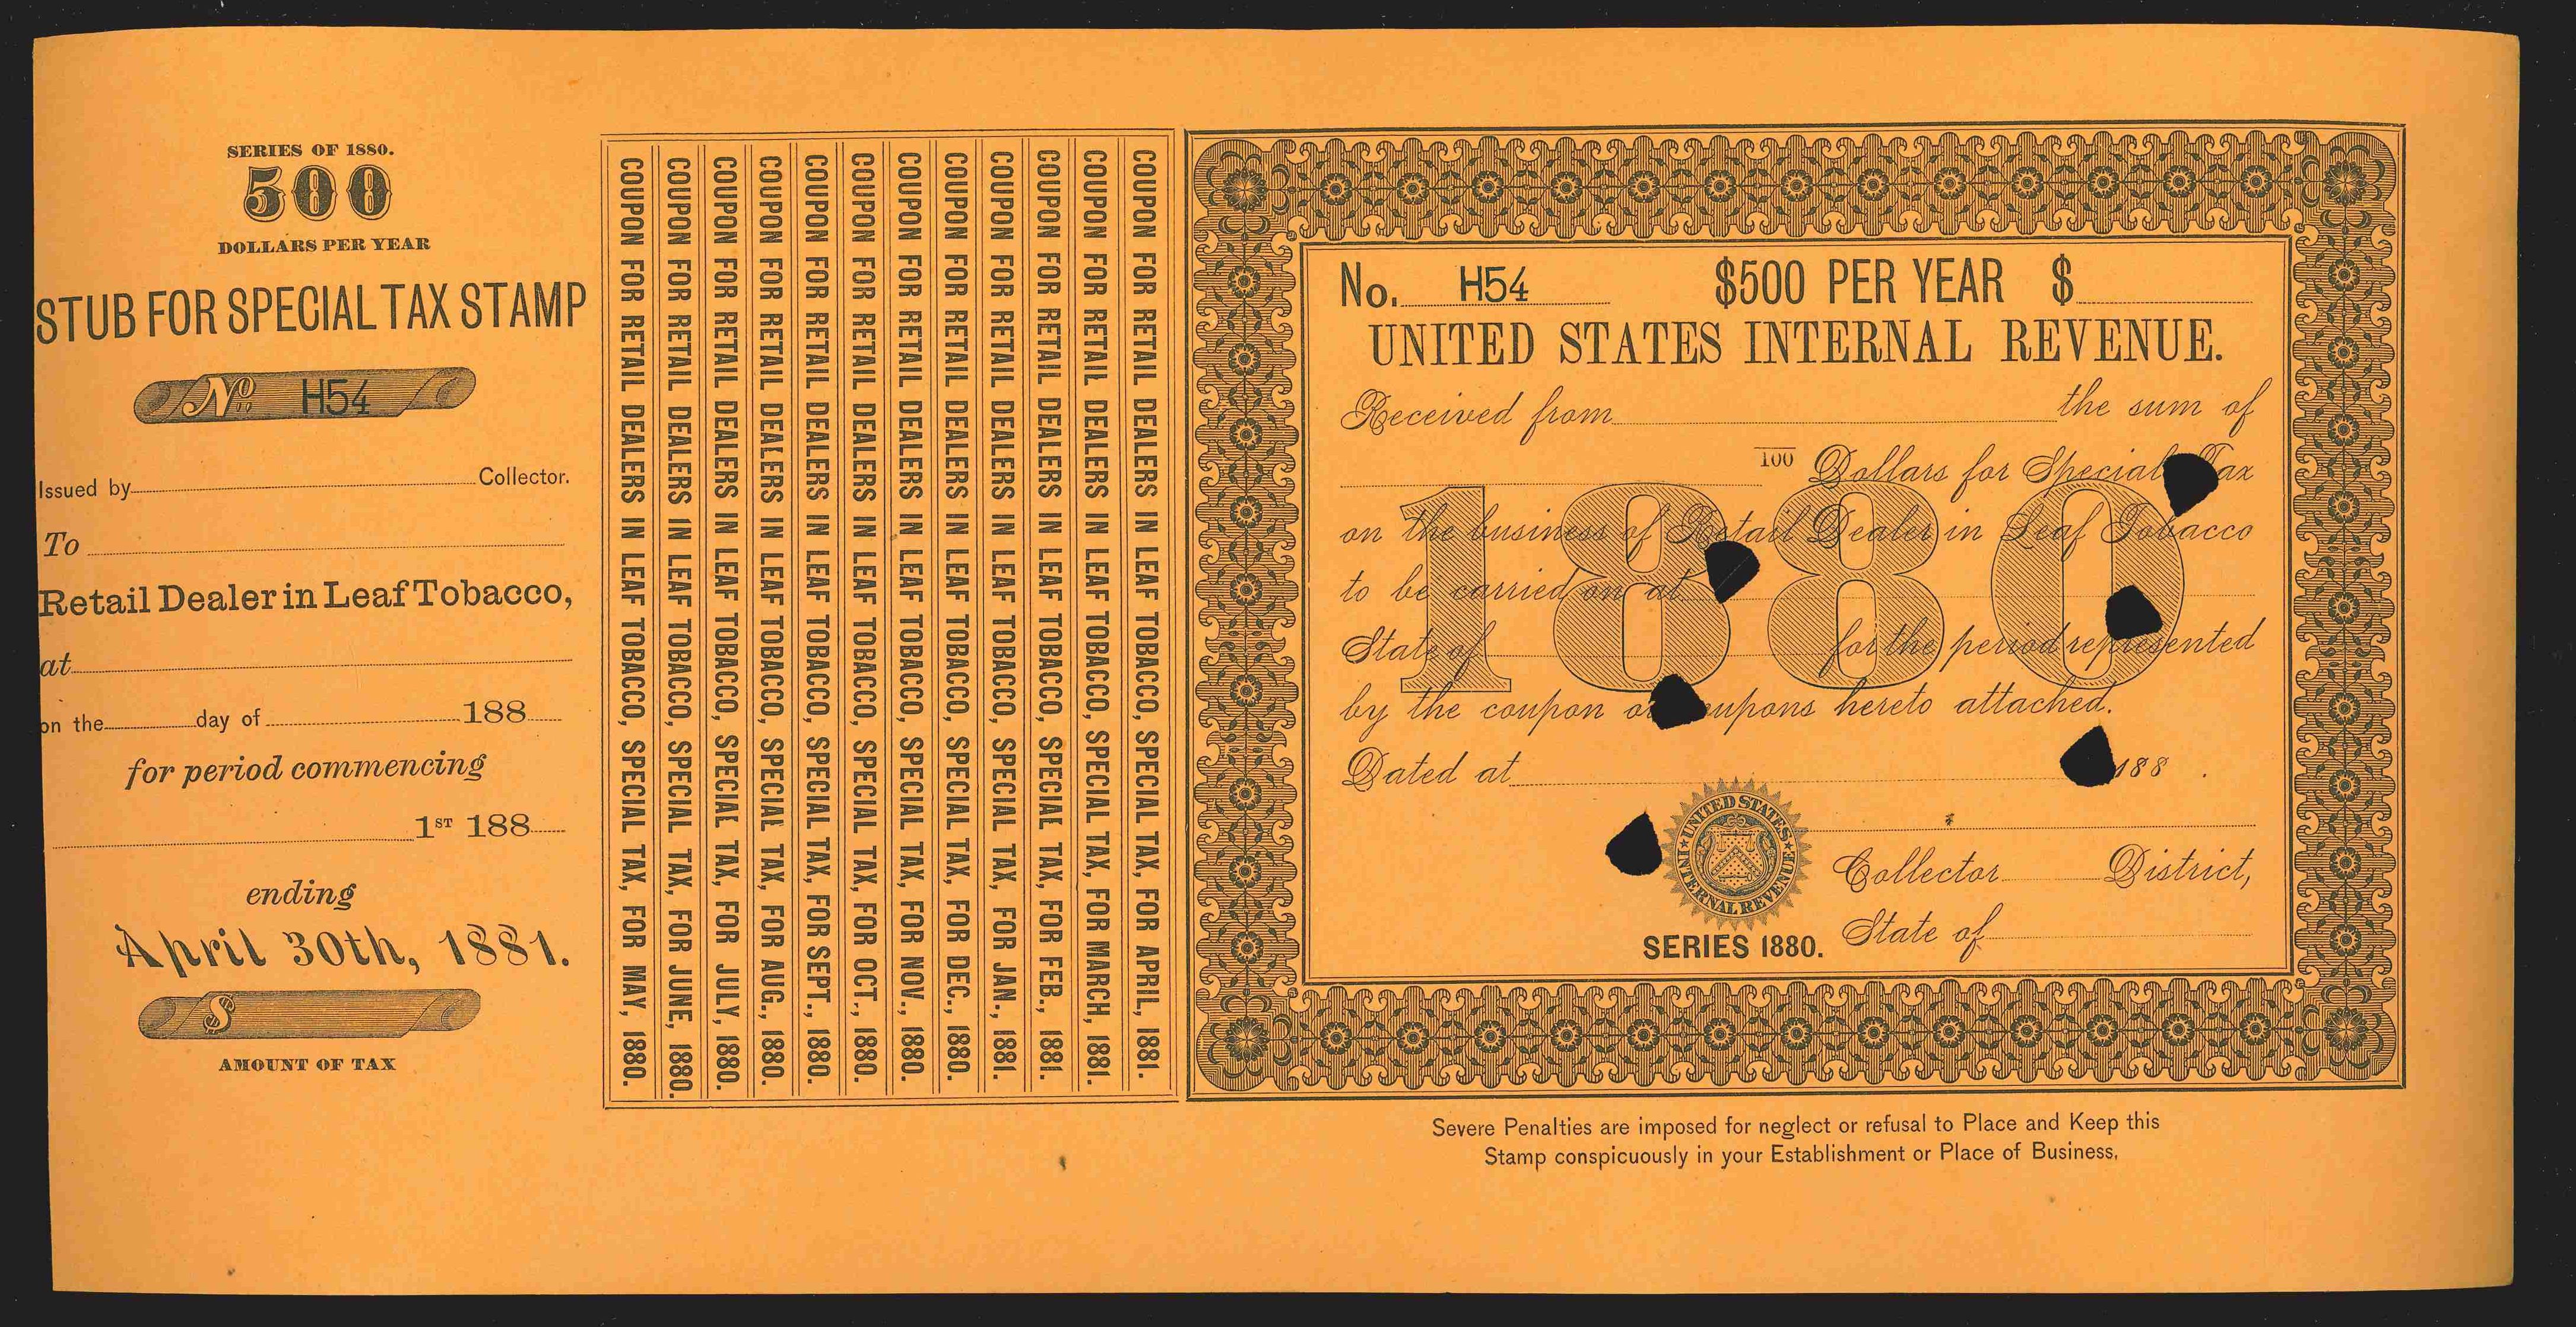 SERIES OF 1880.
500
DOLLARS PER YEAR
STUB FOR SPECIAL TAX STAMP
No H54
Issued by Collector.
To
Retail Dealer in Leaf Tobacco,
at
on the day of 188
for period commencing
1ST 188
ending
April 30th, 1881.
$
AMOUNT OF TAX
COUPON FOR RETAIL DEALERS IN LEAF TOBACCO, SPECIAL TAX, FOR MAY, 1880.
COUPON FOR RETAIL DEALERS IN LEAF TOBACCO, SPECIAL TAX, FOR JUNE, 1880.
COUPON FOR RETAIL DEALERS IN LEAF TOBACCO, SPECIAL TAX, FOR JULY, 1880.
COUPON FOR RETAIL DEALERS IN LEAF TOBACCO, SPECIAL TAX, FOR AUG., 1880.
COUPON FOR RETAIL DEALERS IN LEAF TOBACCO, SPECIAL TAX, FOR SEPT., 1880.
COUPON FOR RETAIL DEALERS IN LEAF TOBACCO, SPECIAL TAX, FOR OCT., 1880.
COUPON FOR RETAIL DEALERS IN LEAF TOBACCO, SPECIAL TAX, FOR NOV., 1880.
COUPON FOR RETAIL DEALERS IN LEAF TOBACCO, SPECIAL TAX, FOR DEC., 1880.
COUPON FOR RETAIL DEALERS IN LEAF TOBACCO, SPECIAL TAX, FOR JAN., 1881.
COUPON FOR RETAIL DEALERS IN LEAF TOBACCO, SPECIAL TAX, FOR FEB., 1881.
COUPON FOR RETAIL DEALERS IN LEAF TOBACCO, SPECIAL TAX, FOR MARCH, 1881.
COUPON FOR RETAIL DEALERS IN LEAF TOBACCO, SPECIAL TAX, FOR APRIL, 1881.
No. H54 $500 PER YEAR $
UNITED STATES INTERNAL REVENUE.
Received from the sum of
100 Dollars for Special Tax
1880
on the business of Retail Dealer in Leaf Tobacco
to be carried on at
State of for the period represented
by the coupon or coupons hereto attached.
Dated at 188 .
UNITED STATES INTERNAL REVENUE
Collector District,
SERIES 1880. State of
Severe Penalties are imposed for neglect or refusal to Place and Keep this
Stamp conspicuously in your Establishment or Place of Business.